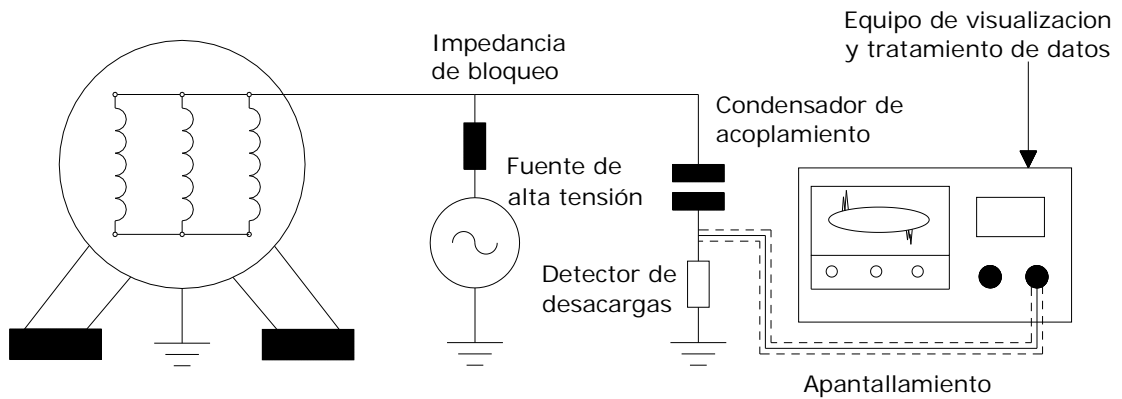 Equipo de visualizacion
y tratamiento de datos
Impedancia
de bloqueo
Condensador de
acoplamiento
Fuente de
alta tensión
Detector de
desacargas
Apantallamiento